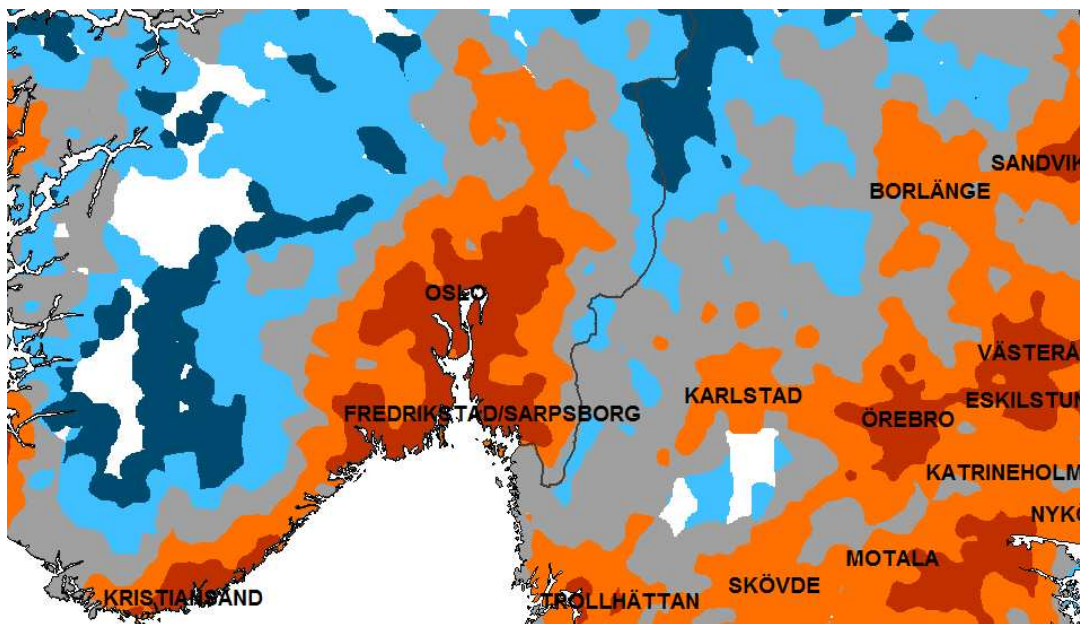 SANDVIK
BORLÄNGE
OSLO
VÄSTERÅ
KARLSTAD
ESKILSTUN
FREDRIKSTAD/SARPSBORG
ÖREBRO
KATRINEHOLM
NYKÖ
MOTALA
SKÖVDE
KRISTIANSAND
TROLLHÄTTAN